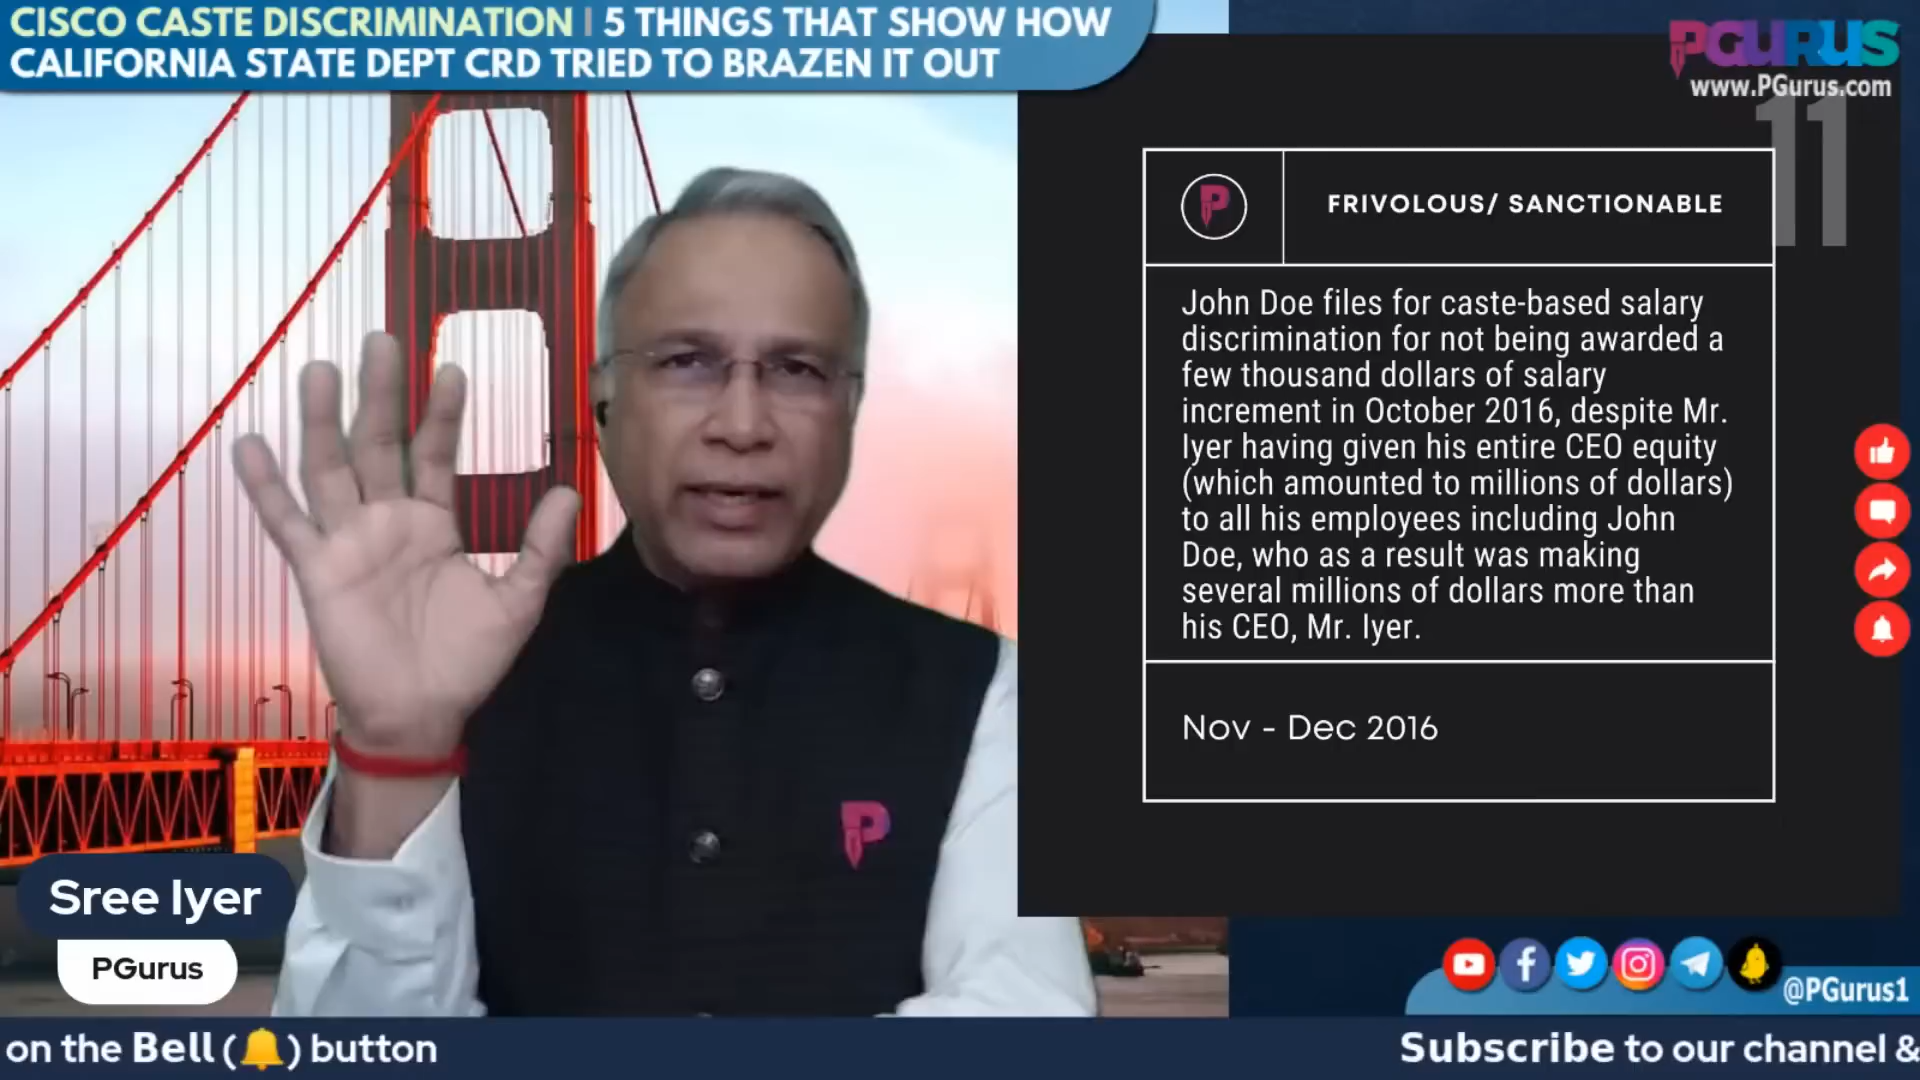 CISCO CASTE DISCRIMINATION | 5 THINGS THAT SHOW HOW
CALIFORNIA STATE DEPT CRD TRIED TO BRAZEN IT OUT
PGURUS
www.PGurus.com
11
P
FRIVOLOUS/ SANCTIONABLE
John Doe files for caste-based salary
discrimination for not being awarded a
few thousand dollars of salary
increment in October 2016, despite Mr.
Iyer having given his entire CEO equity
(which amounted to millions of dollars)
to all his employees including John
Doe, who as a result was making
several millions of dollars more than
his CEO, Mr. Iyer.
Nov - Dec 2016
P
Sree Iyer
PGurus
@PGurus1
on the Bell (🔔) button
Subscribe to our channel &